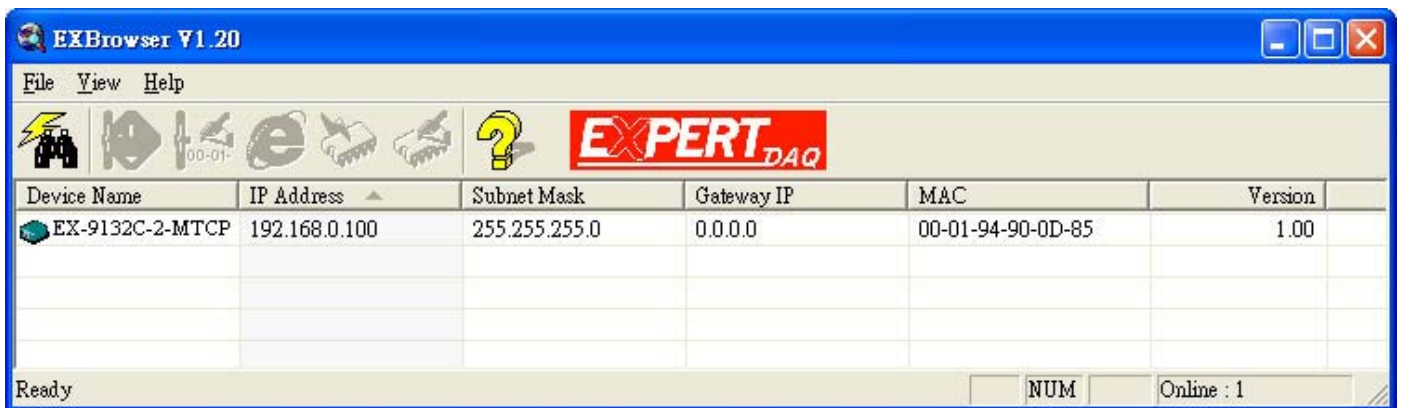 EXBrowser V1.20
File View Help
00-01-
EXPERT DAQ
Device Name IP Address Subnet Mask Gateway IP MAC Version
EX-9132C-2-MTCP 192.168.0.100 255.255.255.0 0.0.0.0 00-01-94-90-0D-85 1.00
Ready NUM Online : 1